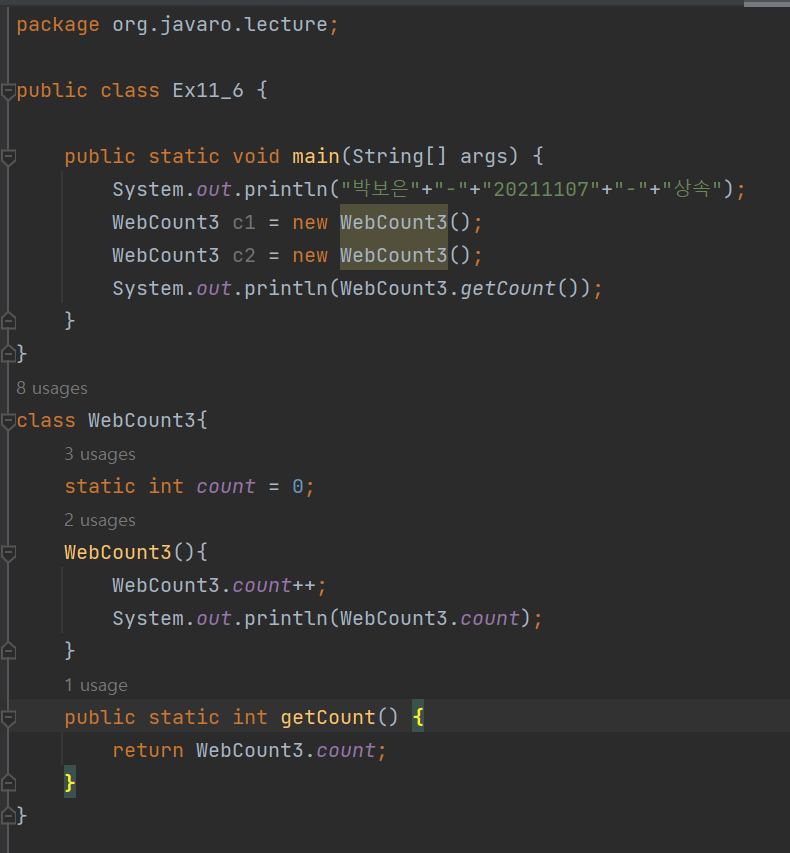 package org.javaro.lecture;
public class Ex11_6 {
public static void main(String[] args) {
System.out.println("박보은"+"-"+"20211107"+"-"+"상속");
WebCount3 c1 = new WebCount3();
WebCount3 c2 = new WebCount3();
System.out.println(WebCount3.getCount());
}
}
8 usages
class WebCount3{
3 usages
static int count = 0;
2 usages
WebCount3(){
WebCount3.count++;
System.out.println(WebCount3.count);
}
1 usage
public static int getCount() {
return WebCount3.count;
}
}